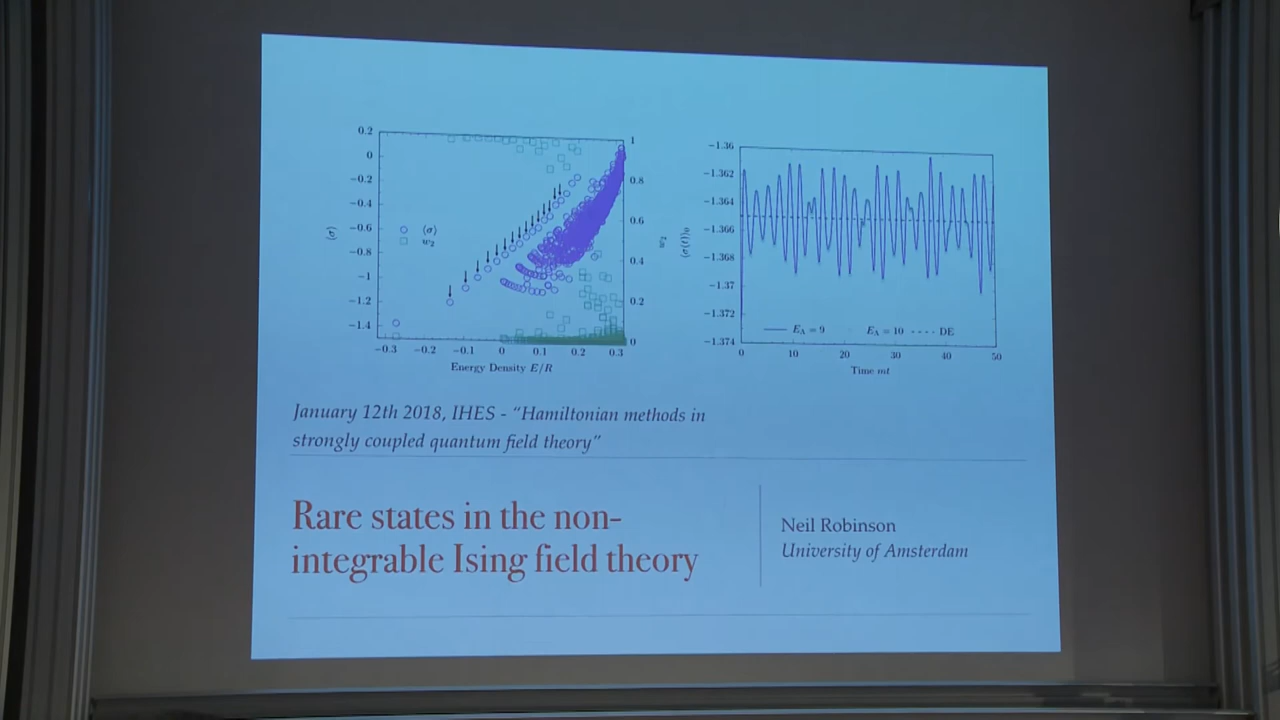 0.2
0
−0.2
−0.4
−0.6
−0.8
−1
−1.2
−1.4
⟨σ⟩
⟨σ⟩
w₂
1
0.8
0.6
0.4
0.2
0
w₂
−0.3 −0.2 −0.1 0 0.1 0.2 0.3
Energy Density E/R
−1.36
−1.362
−1.364
−1.366
−1.368
−1.37
−1.372
−1.374
E_Λ = 9 E_Λ = 10 DE
0 10 20 30 40 50
Time mt
January 12th 2018, IHES - “Hamiltonian methods in
strongly coupled quantum field theory”
Rare states in the non-
integrable Ising field theory
Neil Robinson
University of Amsterdam